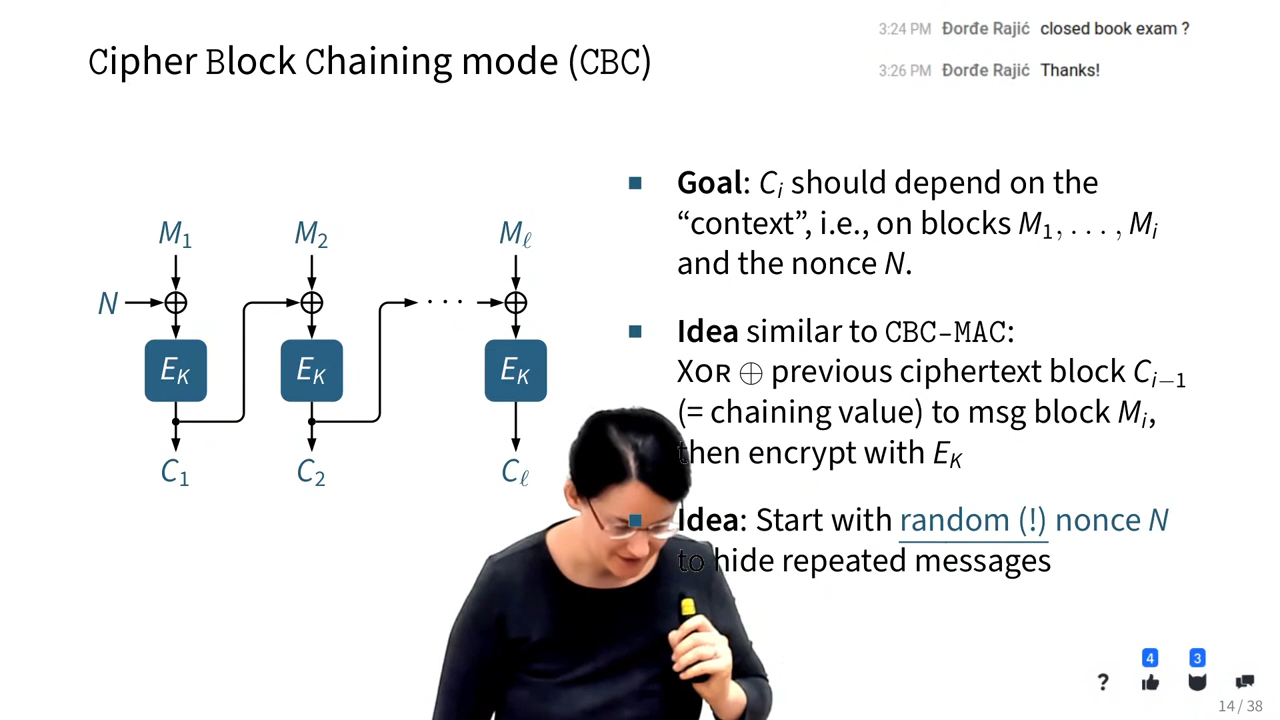 Cipher Block Chaining mode (CBC)
3:24 PM Đorđe Rajić closed book exam ?
3:26 PM Đorđe Rajić Thanks!
M₁ M₂ Mℓ
N ⊕ ⊕ · · · ⊕
E_K E_K E_K
C₁ C₂ Cℓ
Goal: Cᵢ should depend on the
“context”, i.e., on blocks M₁, . . . , Mᵢ
and the nonce N.
Idea similar to CBC-MAC:
XOR ⊕ previous ciphertext block Cᵢ₋₁
(= chaining value) to msg block Mᵢ,
then encrypt with E_K
Idea: Start with random (!) nonce N
to hide repeated messages
4 3
?
14 / 38